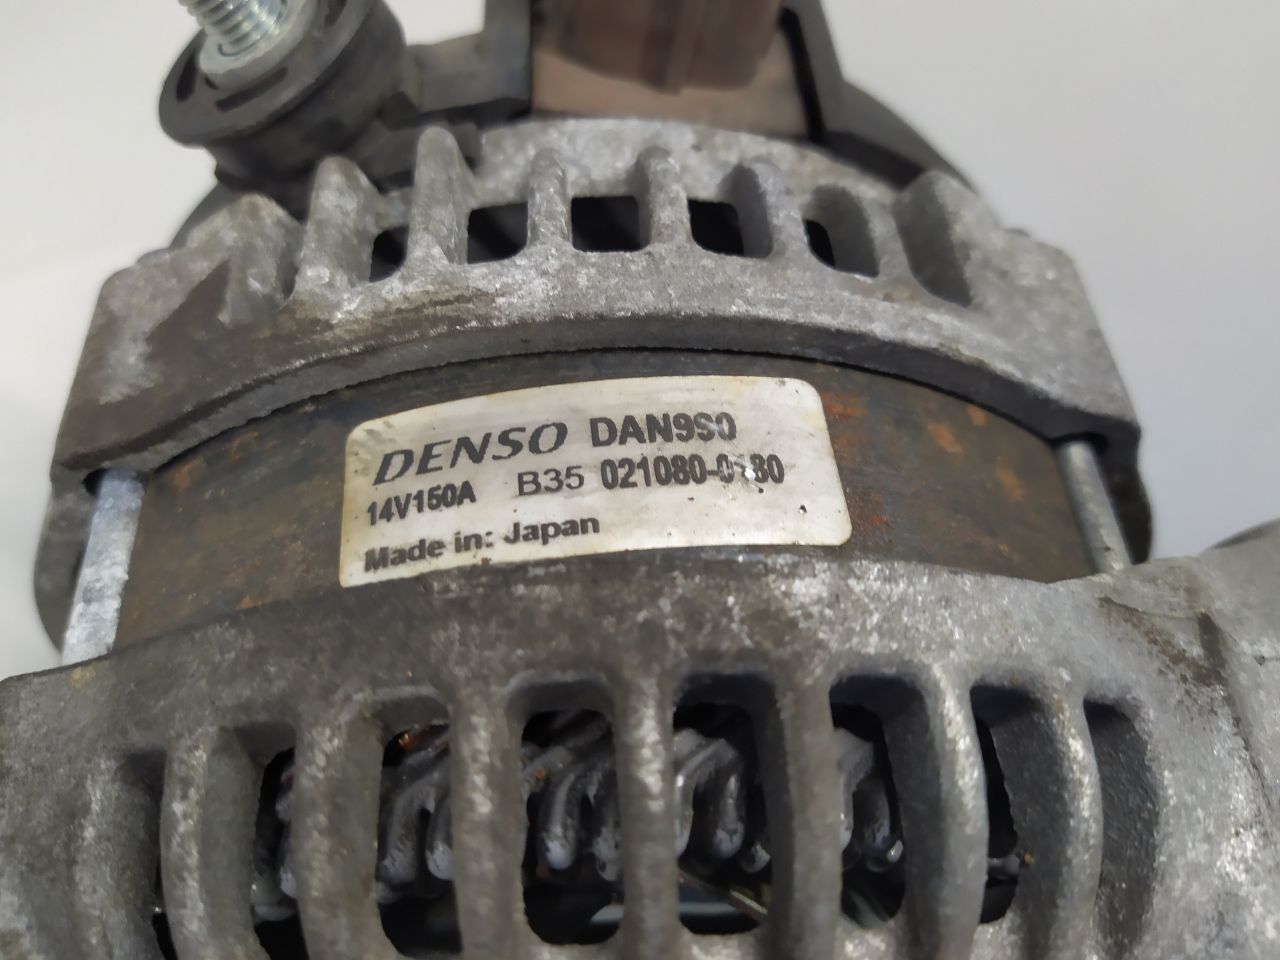 DENSO DAN9S0
14V150A B35
Made in: Japan